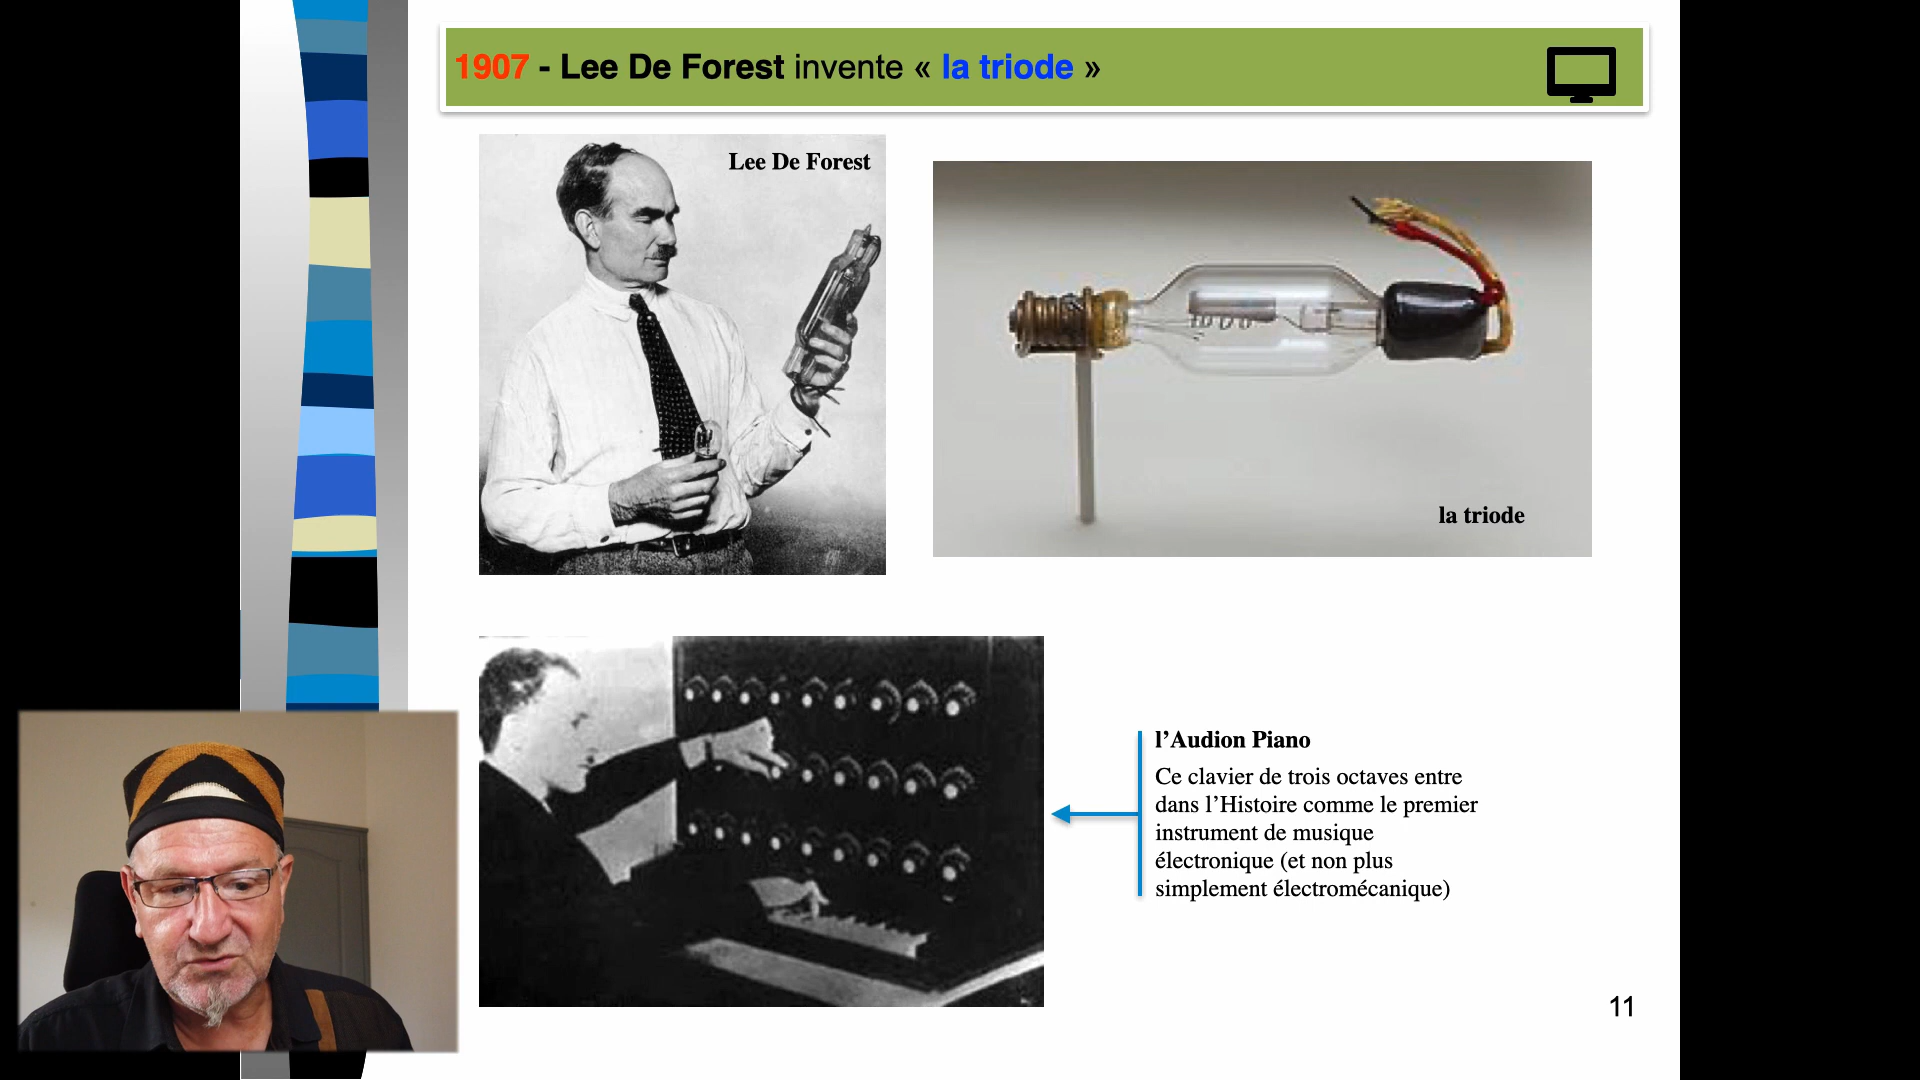 1907 - Lee De Forest invente « la triode »
Lee De Forest
la triode
l’Audion Piano
Ce clavier de trois octaves entre
dans l’Histoire comme le premier
instrument de musique
électronique (et non plus
simplement électromécanique)
11